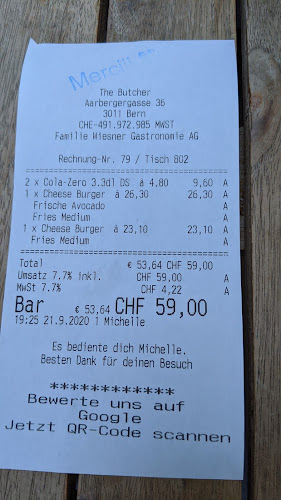 Merci!!
The Butcher
Aarbergergasse 36
3011 Bern
CHE-491.972.985 MWST
Familie Wiesner Gastronomie AG
Rechnung-Nr. 79 / Tisch 802
2 x Cola-Zero 3.3dl DS à 4,80 9,60 A
1 x Cheese Burger à 26,30 26,30 A
Frische Avocado A
Fries Medium A
1 x Cheese Burger à 23,10 23,10 A
Fries Medium A
Total € 53,64 CHF 59,00
Umsatz 7.7% inkl. CHF 59,00 A
MwSt 7.7% CHF 4,22 A
Bar € 53,64 CHF 59,00
19:25 21.9.2020 1 Michelle
Es bediente dich Michelle.
Besten Dank für deinen Besuch
************
Bewerte uns auf
Google
Jetzt QR-Code scannen